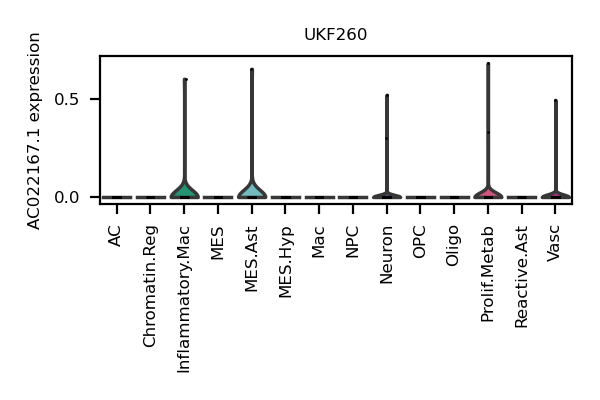 UKF260
AC022167.1 expression
0.5
0.0
AC
Chromatin.Reg
Inflammatory.Mac
MES
MES.Ast
MES.Hyp
Mac
NPC
Neuron
OPC
Oligo
Prolif.Metab
Reactive.Ast
Vasc